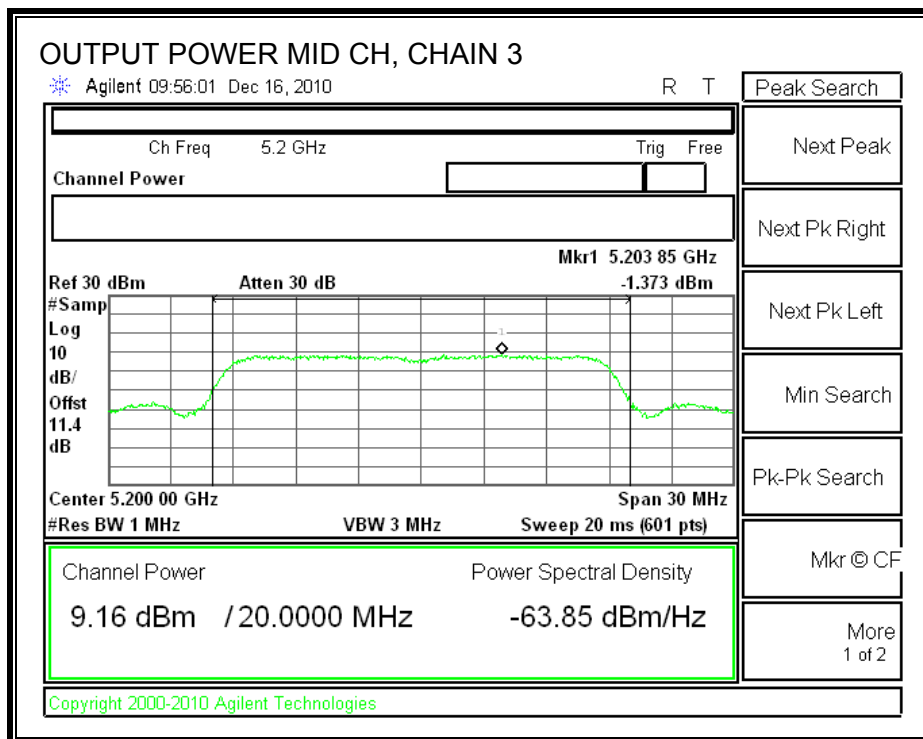 OUTPUT POWER MID CH, CHAIN 3
Agilent 09:56:01 Dec 16, 2010 R T
Peak Search
Ch Freq 5.2 GHz Trig Free
Channel Power
Next Peak
Next Pk Right
Mkr1 5.203 85 GHz
Ref 30 dBm Atten 30 dB -1.373 dBm
#Samp
Log
10
dB/
Offst
11.4
dB
1
Next Pk Left
Min Search
Pk-Pk Search
Center 5.200 00 GHz Span 30 MHz
#Res BW 1 MHz VBW 3 MHz Sweep 20 ms (601 pts)
Channel Power Power Spectral Density
9.16 dBm / 20.0000 MHz -63.85 dBm/Hz
Mkr © CF
More
1 of 2
Copyright 2000-2010 Agilent Technologies